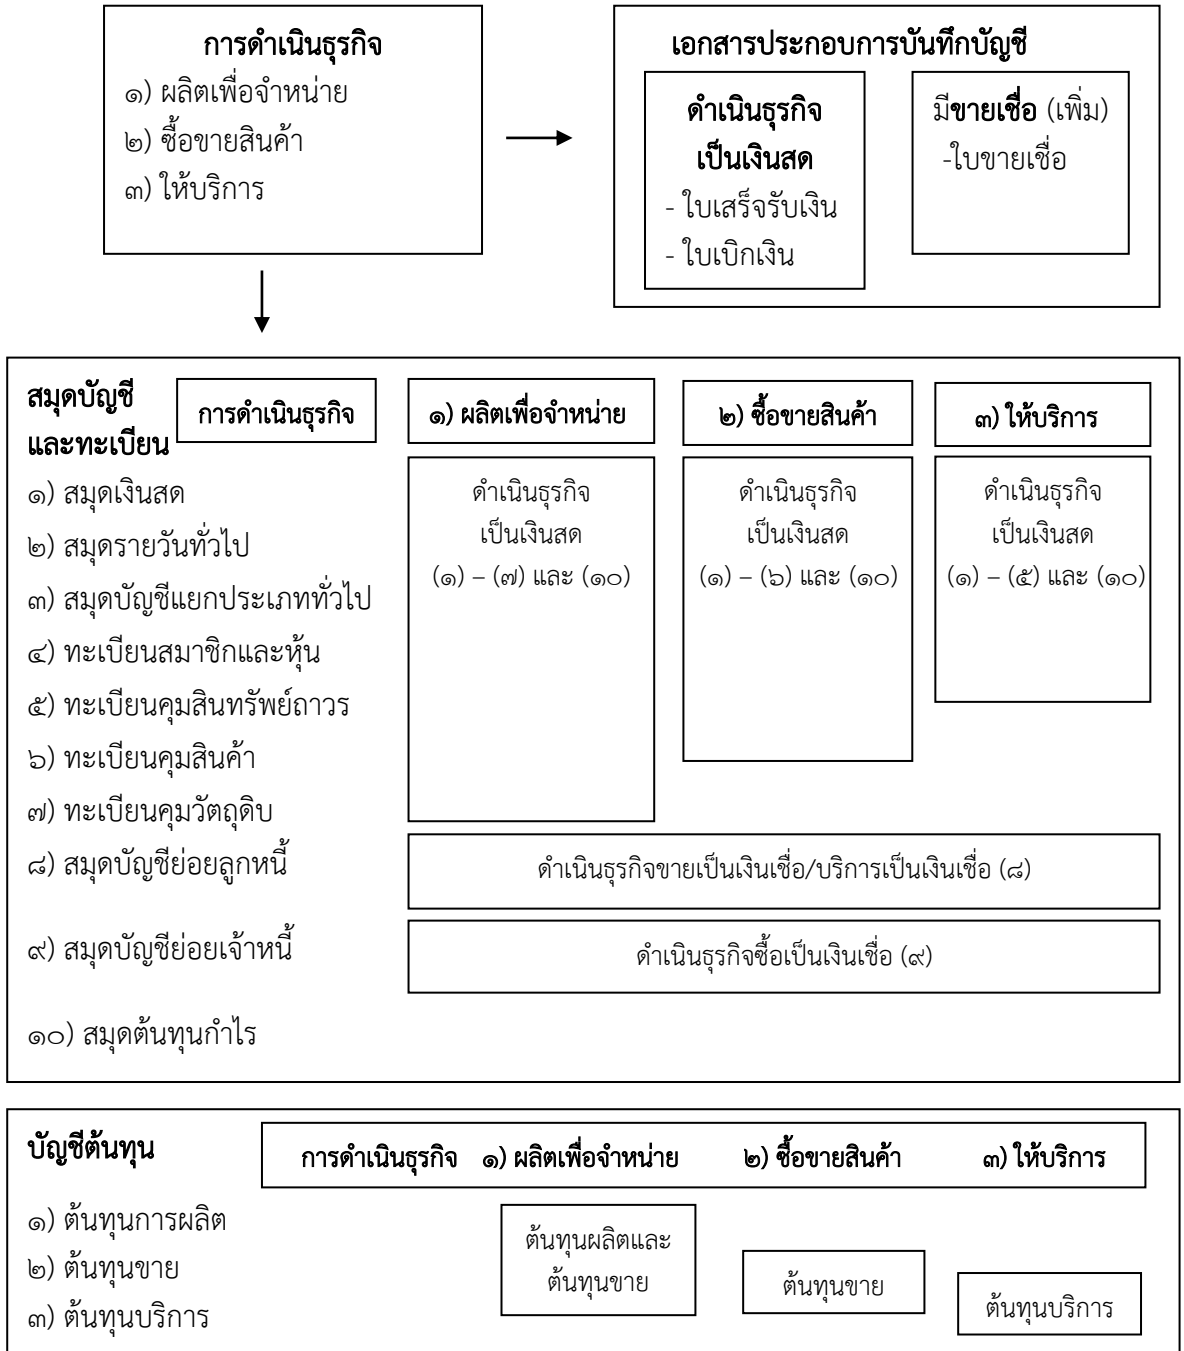 การดำเนินธุรกิจ
๑) ผลิตเพื่อจำหน่าย
๒) ซื้อขายสินค้า
๓) ให้บริการ
เอกสารประกอบการบันทึกบัญชี
ดำเนินธุรกิจ
เป็นเงินสด
- ใบเสร็จรับเงิน
- ใบเบิกเงิน
มีขายเชื่อ (เพิ่ม)
-ใบขายเชื่อ
สมุดบัญชี
และทะเบียน
การดำเนินธุรกิจ
๑) ผลิตเพื่อจำหน่าย
๒) ซื้อขายสินค้า
๓) ให้บริการ
๑) สมุดเงินสด
๒) สมุดรายวันทั่วไป
๓) สมุดบัญชีแยกประเภททั่วไป
๔) ทะเบียนสมาชิกและหุ้น
๕) ทะเบียนคุมสินทรัพย์ถาวร
๖) ทะเบียนคุมสินค้า
๗) ทะเบียนคุมวัตถุดิบ
๘) สมุดบัญชีย่อยลูกหนี้
๙) สมุดบัญชีย่อยเจ้าหนี้
๑๐) สมุดต้นทุนกำไร
ดำเนินธุรกิจ
เป็นเงินสด
(๑) – (๗) และ (๑๐)
ดำเนินธุรกิจ
เป็นเงินสด
(๑) – (๖) และ (๑๐)
ดำเนินธุรกิจ
เป็นเงินสด
(๑) – (๕) และ (๑๐)
ดำเนินธุรกิจขายเป็นเงินเชื่อ/บริการเป็นเงินเชื่อ (๘)
ดำเนินธุรกิจซื้อเป็นเงินเชื่อ (๙)
บัญชีต้นทุน
การดำเนินธุรกิจ ๑) ผลิตเพื่อจำหน่าย ๒) ซื้อขายสินค้า ๓) ให้บริการ
๑) ต้นทุนการผลิต
๒) ต้นทุนขาย
๓) ต้นทุนบริการ
ต้นทุนผลิตและ
ต้นทุนขาย
ต้นทุนขาย
ต้นทุนบริการ